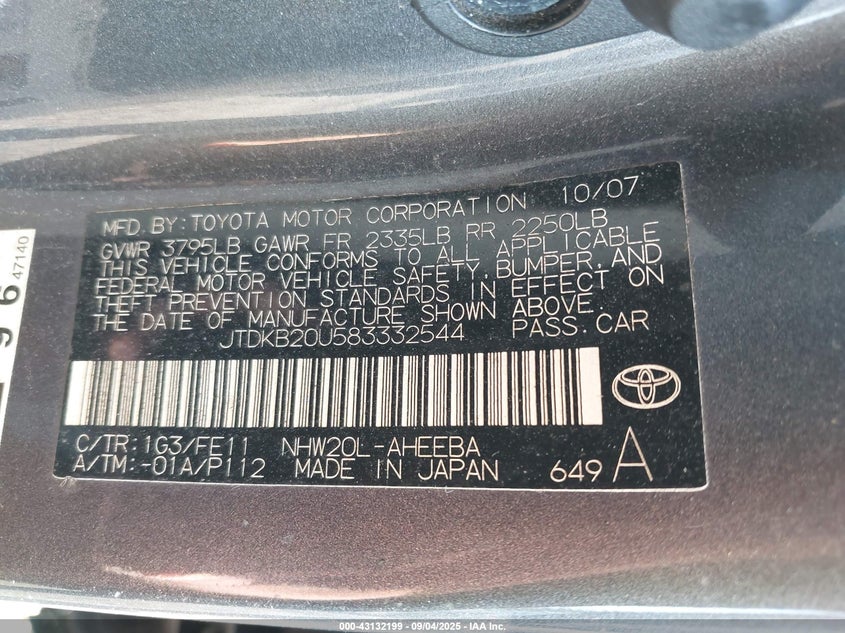 MFD. BY: TOYOTA MOTOR CORPORATION 10/07
GVWR 3795LB GAWR FR 2335LB RR 2250LB
THIS VEHICLE CONFORMS TO ALL APPLICABLE
FEDERAL MOTOR VEHICLE SAFETY, BUMPER, AND
THEFT PREVENTION STANDARDS IN EFFECT ON
THE DATE OF MANUFACTURE SHOWN ABOVE.
JTDKB20U583332544 PASS. CAR
C/TR: 1G3/FE11 NHW20L-AHEEBA
A/TM: -01A/P112 MADE IN JAPAN 649 A
96
47140
000-43132199 - 09/04/2025 - IAA Inc.